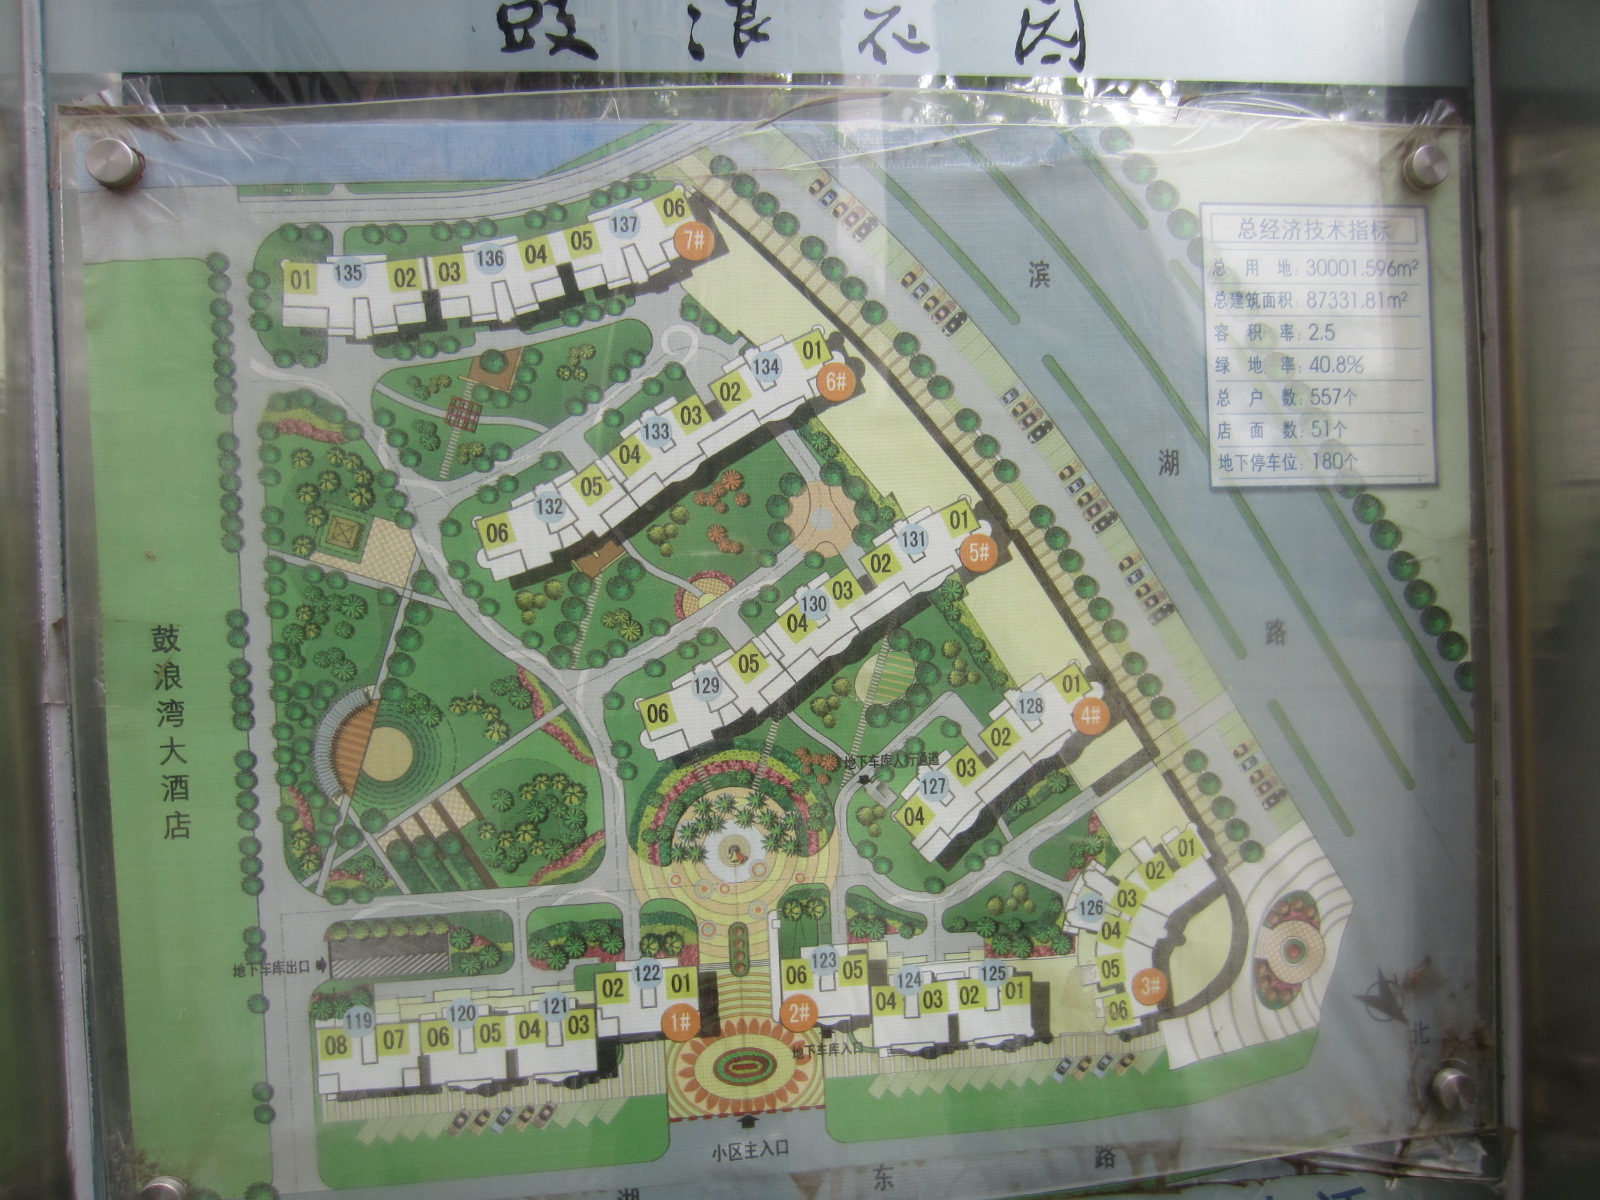 鼓浪花园
总经济技术指标
总用地:30001.596m²
总建筑面积:87331.81m²
容积率:2.5
绿地率:40.8%
总户数:557个
店面数:51个
地下停车位:180个
滨湖路
鼓浪湾大酒店
01 135 02 03 136 04 05 137 06 7#
01 134 02 03 133 04 05 132 06 6#
01 131 02 03 130 04 05 129 06 5#
01 128 02 03 127 04 4#
地下车库人行通道
01 02 03 126 04 05 06 3#
地下车库出口
08 119 07 06 120 05 04 121 03 02 122 01 1#
06 123 05 2# 04 124 03 02 125 01
地下车库入口
北
小区主入口
湖东路